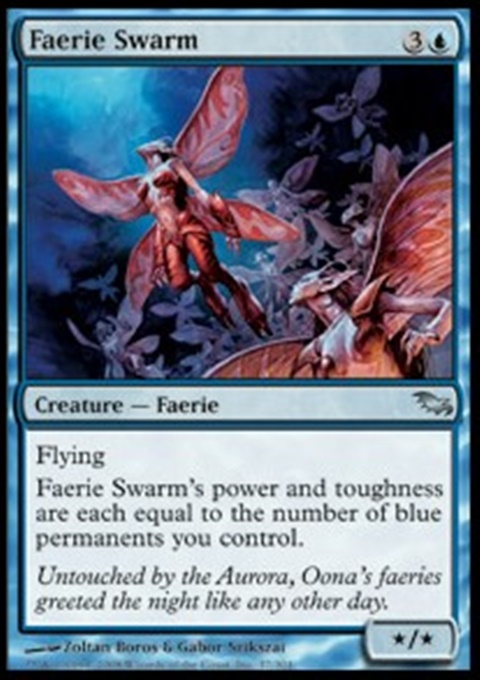 Faerie Swarm 3
Creature — Faerie
Flying
Faerie Swarm's power and toughness
are each equal to the number of blue
permanents you control.
Untouched by the Aurora, Oona's faeries
greeted the night like any other day.
Zoltan Boros & Gabor Szikszai
*/*